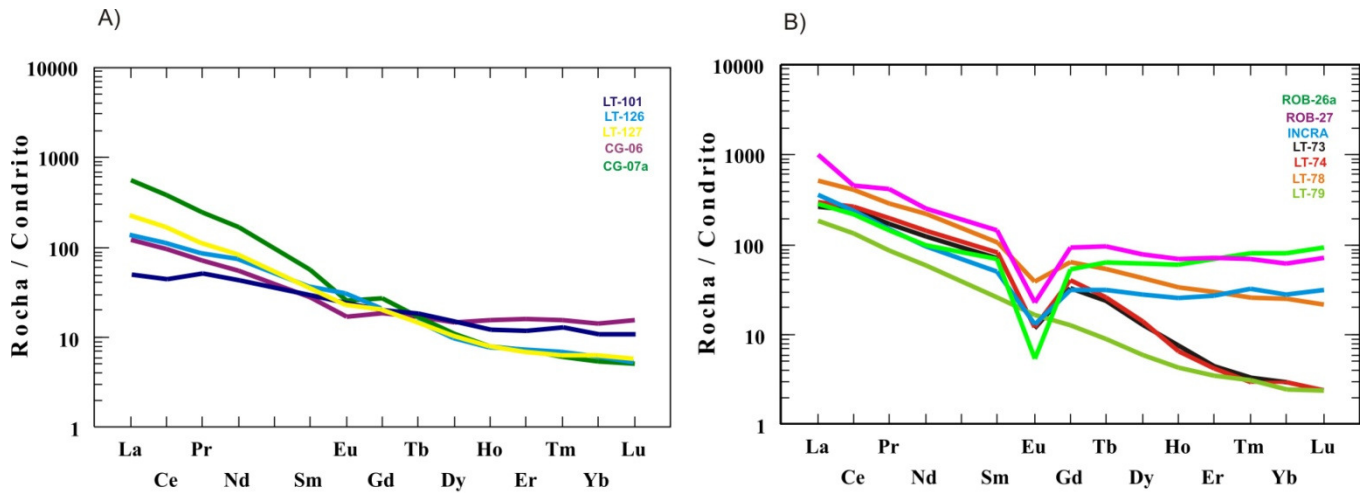 A)
Rocha / Condrito
10000
1000
100
10
1
LT-101
LT-126
LT-127
CG-06
CG-07a
La Pr Eu Tb Ho Tm Lu
Ce Nd Sm Gd Dy Er Yb
B)
Rocha / Condrito
10000
1000
100
10
1
ROB-26a
ROB-27
INCRA
LT-73
LT-74
LT-78
LT-79
La Pr Eu Tb Ho Tm Lu
Ce Nd Sm Gd Dy Er Yb